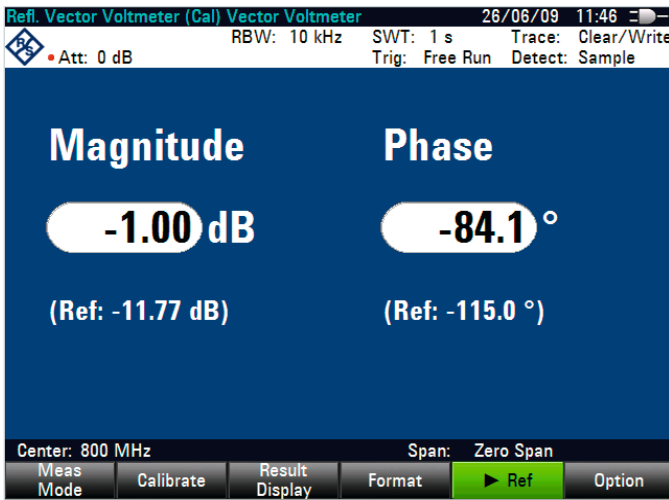 Refl. Vector Voltmeter (Cal) Vector Voltmeter 26/06/09 11:46
RBW: 10 kHz SWT: 1 s Trace: Clear/Write
R&S • Att: 0 dB Trig: Free Run Detect: Sample
Magnitude Phase
-1.00 dB -84.1 °
(Ref: -11.77 dB) (Ref: -115.0 °)
Center: 800 MHz Span: Zero Span
Meas Mode Calibrate Result Display Format ► Ref Option